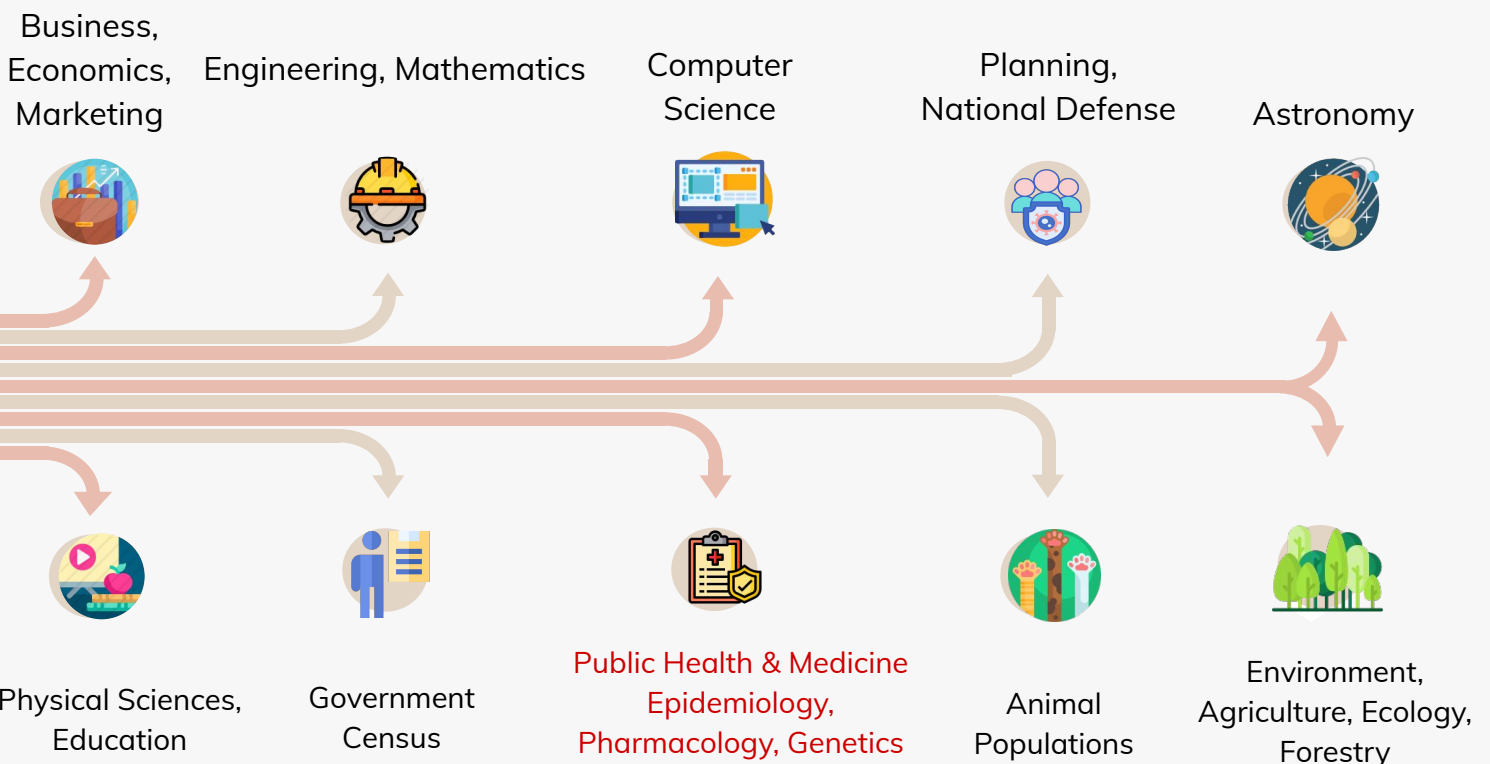 Business,
Economics,
Marketing
Engineering, Mathematics
Computer
Science
Planning,
National Defense
Astronomy
Physical Sciences,
Education
Government
Census
Public Health & Medicine
Epidemiology,
Pharmacology, Genetics
Animal
Populations
Environment,
Agriculture, Ecology,
Forestry